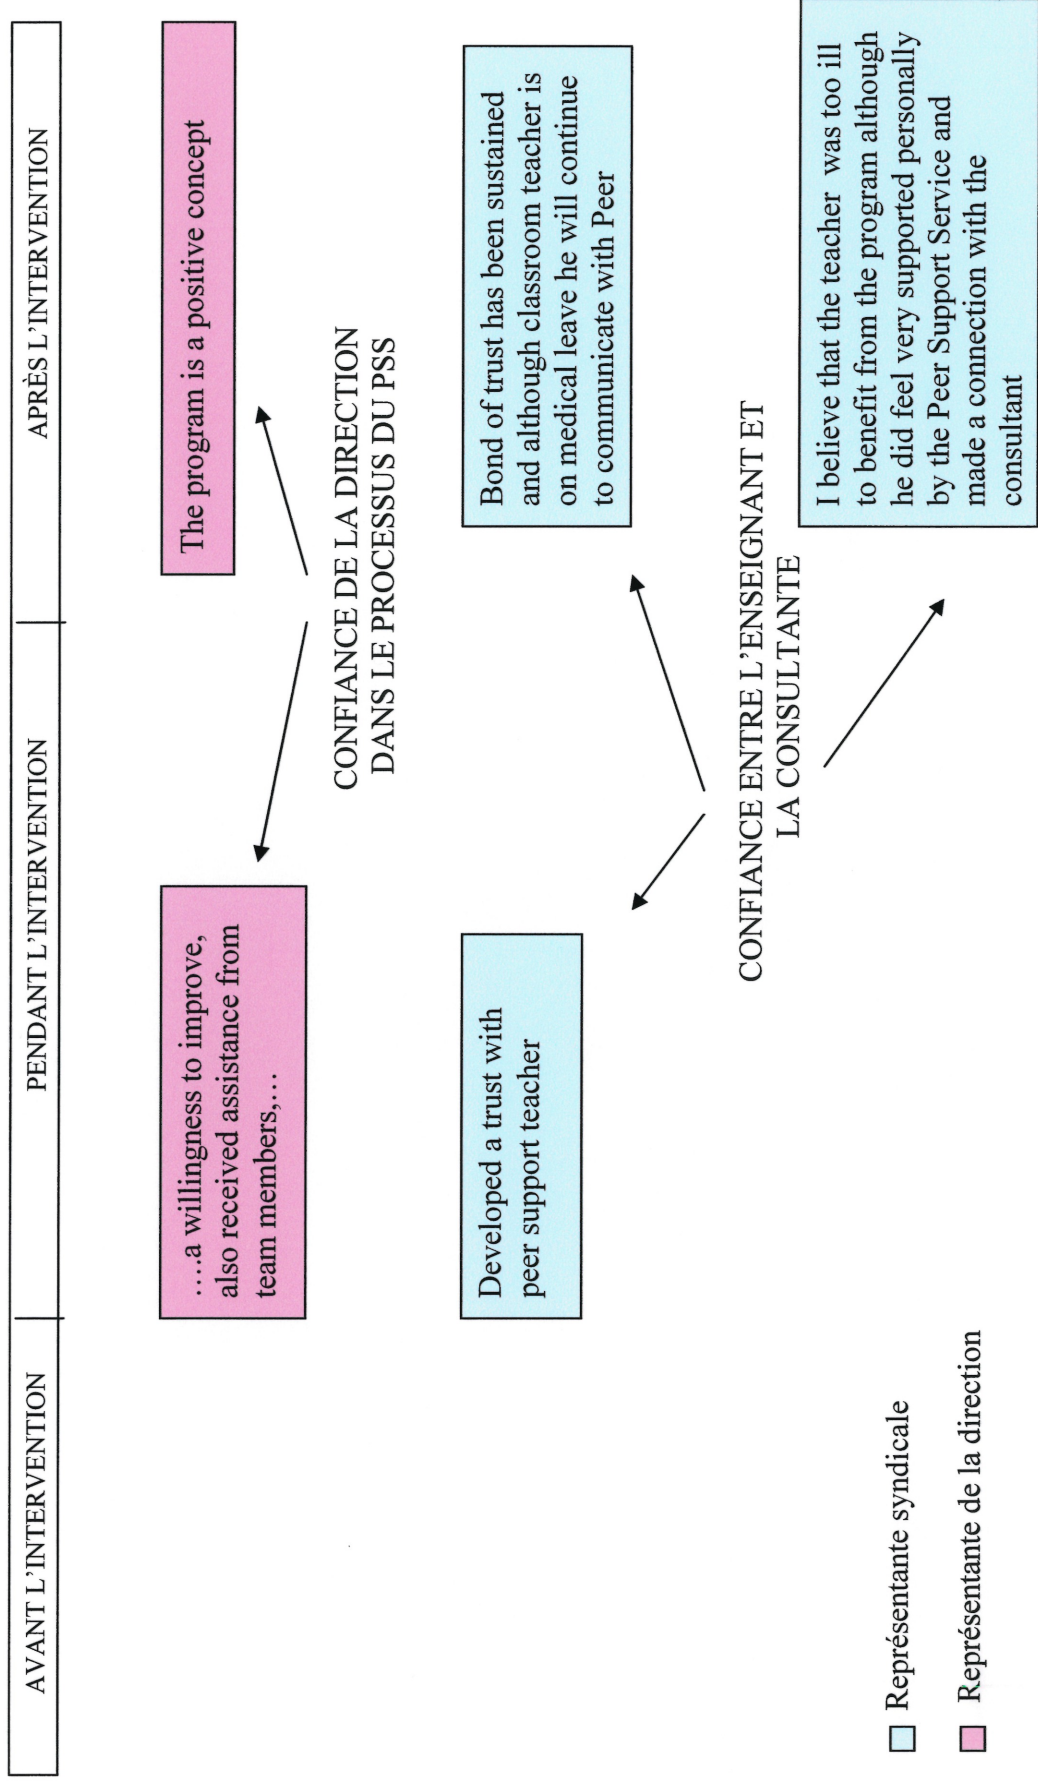 AVANT L'INTERVENTION
PENDANT L'INTERVENTION
APRÈS L'INTERVENTION
….a willingness to improve,
also received assistance from
team members,…
The program is a positive concept
CONFIANCE DE LA DIRECTION
DANS LE PROCESSUS DU PSS
Developed a trust with
peer support teacher
Bond of trust has been sustained
and although classroom teacher is
on medical leave he will continue
to communicate with Peer
CONFIANCE ENTRE L'ENSEIGNANT ET
LA CONSULTANTE
I believe that the teacher was too ill
to benefit from the program although
he did feel very supported personally
by the Peer Support Service and
made a connection with the
consultant
Représentante syndicale
Représentante de la direction